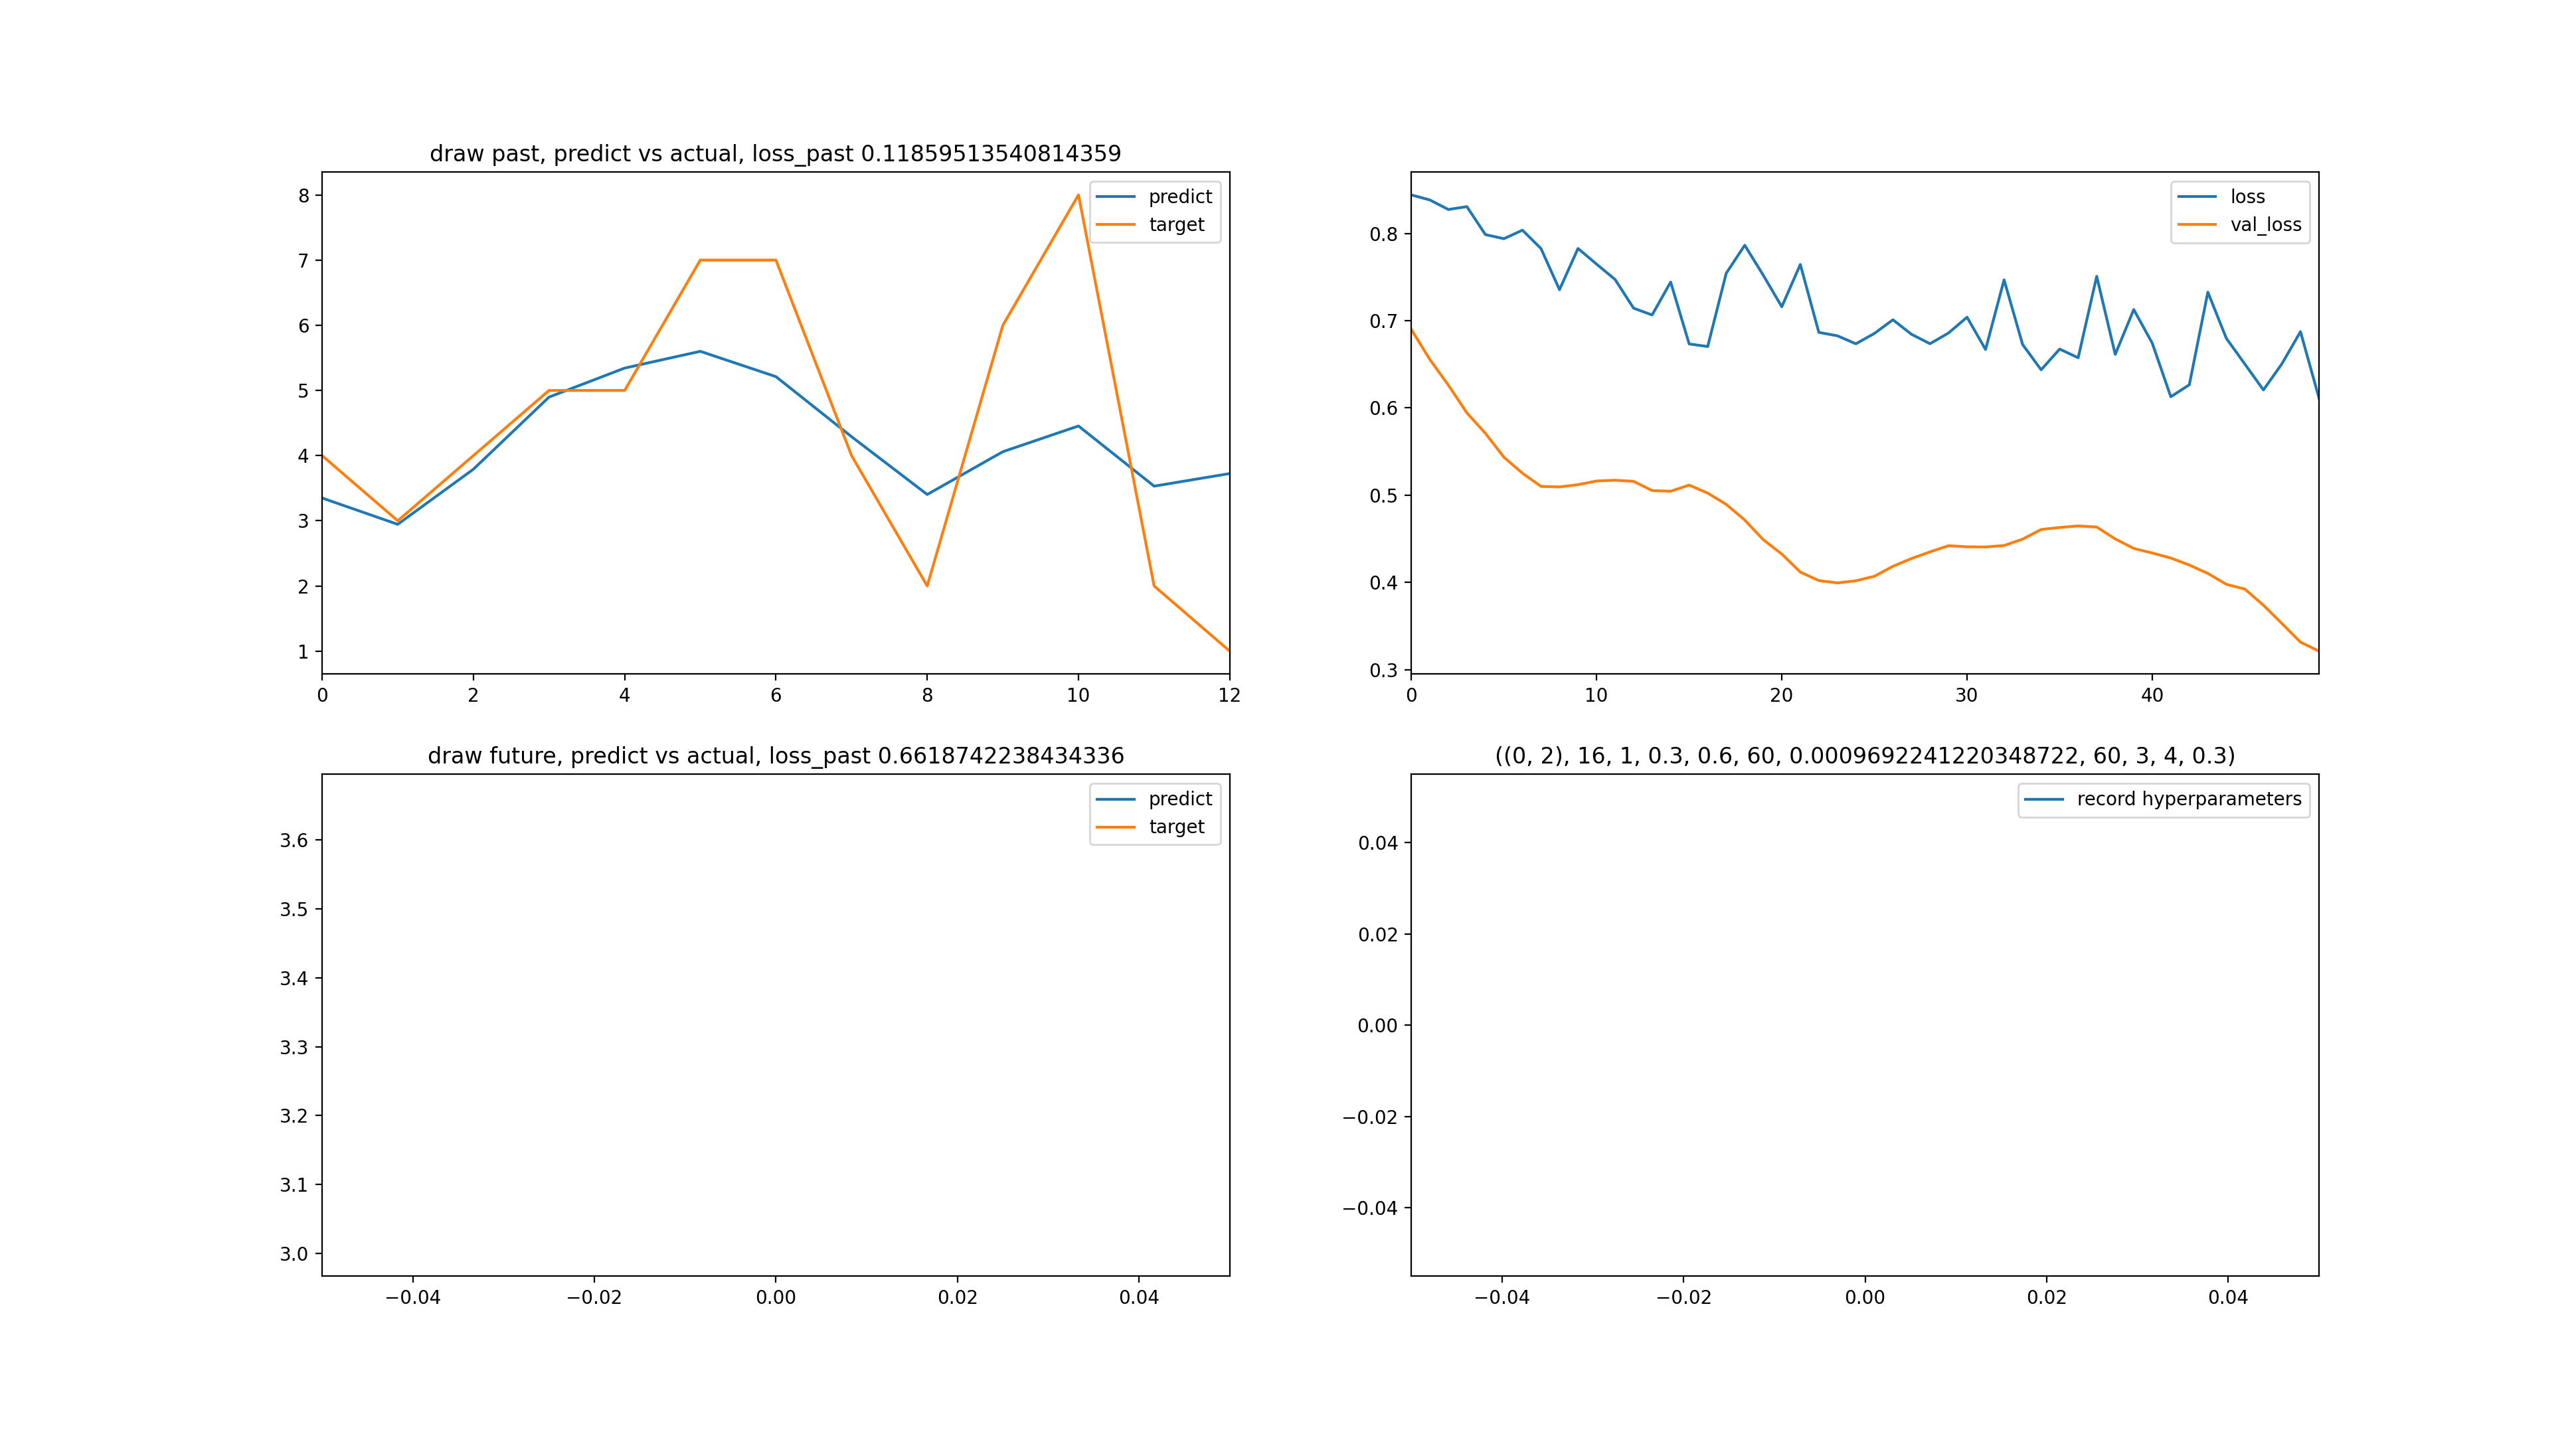 draw past, predict vs actual, loss_past 0.11859513540814359
predict
target
8
7
6
5
4
3
2
1
0 2 4 6 8 10 12
loss
val_loss
0.8
0.7
0.6
0.5
0.4
0.3
0 10 20 30 40
draw future, predict vs actual, loss_past 0.6618742238434336
predict
target
3.6
3.5
3.4
3.3
3.2
3.1
3.0
−0.04 −0.02 0.00 0.02 0.04
((0, 2), 16, 1, 0.3, 0.6, 60, 0.0009692241220348722, 60, 3, 4, 0.3)
record hyperparameters
0.04
0.02
0.00
−0.02
−0.04
−0.04 −0.02 0.00 0.02 0.04